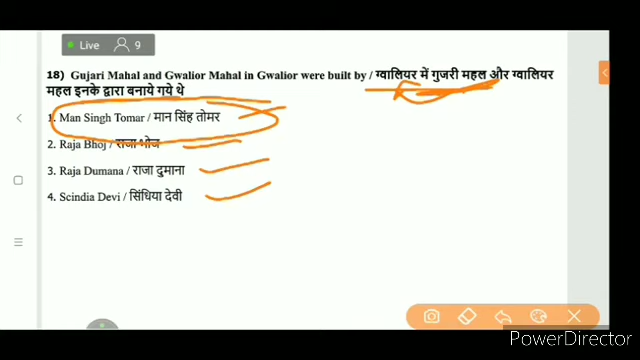 Live 9
18) Gujari Mahal and Gwalior Mahal in Gwalior were built by / ग्वालियर में गुजरी महल और ग्वालियर
महल इनके द्वारा बनाये गये थे
1. Man Singh Tomar / मान सिंह तोमर
2. Raja Bhoj / राजा भोज
3. Raja Dumana / राजा दुमाना
4. Scindia Devi / सिंधिया देवी
PowerDirector